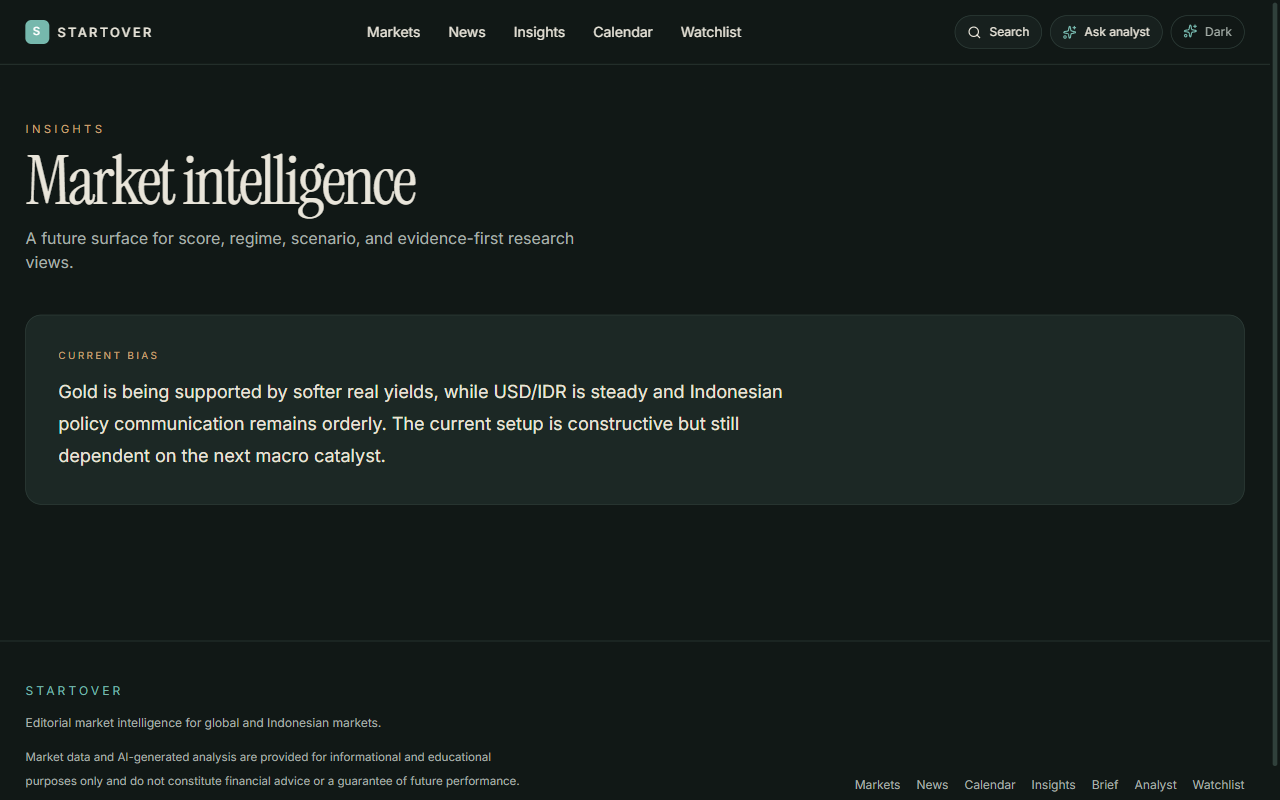 S STARTOVER
Markets News Insights Calendar Watchlist
Search Ask analyst Dark
INSIGHTS
Market intelligence
A future surface for score, regime, scenario, and evidence-first research
views.
CURRENT BIAS
Gold is being supported by softer real yields, while USD/IDR is steady and Indonesian
policy communication remains orderly. The current setup is constructive but still
dependent on the next macro catalyst.
STARTOVER
Editorial market intelligence for global and Indonesian markets.
Market data and AI-generated analysis are provided for informational and educational
purposes only and do not constitute financial advice or a guarantee of future performance.
Markets News Calendar Insights Brief Analyst Watchlist